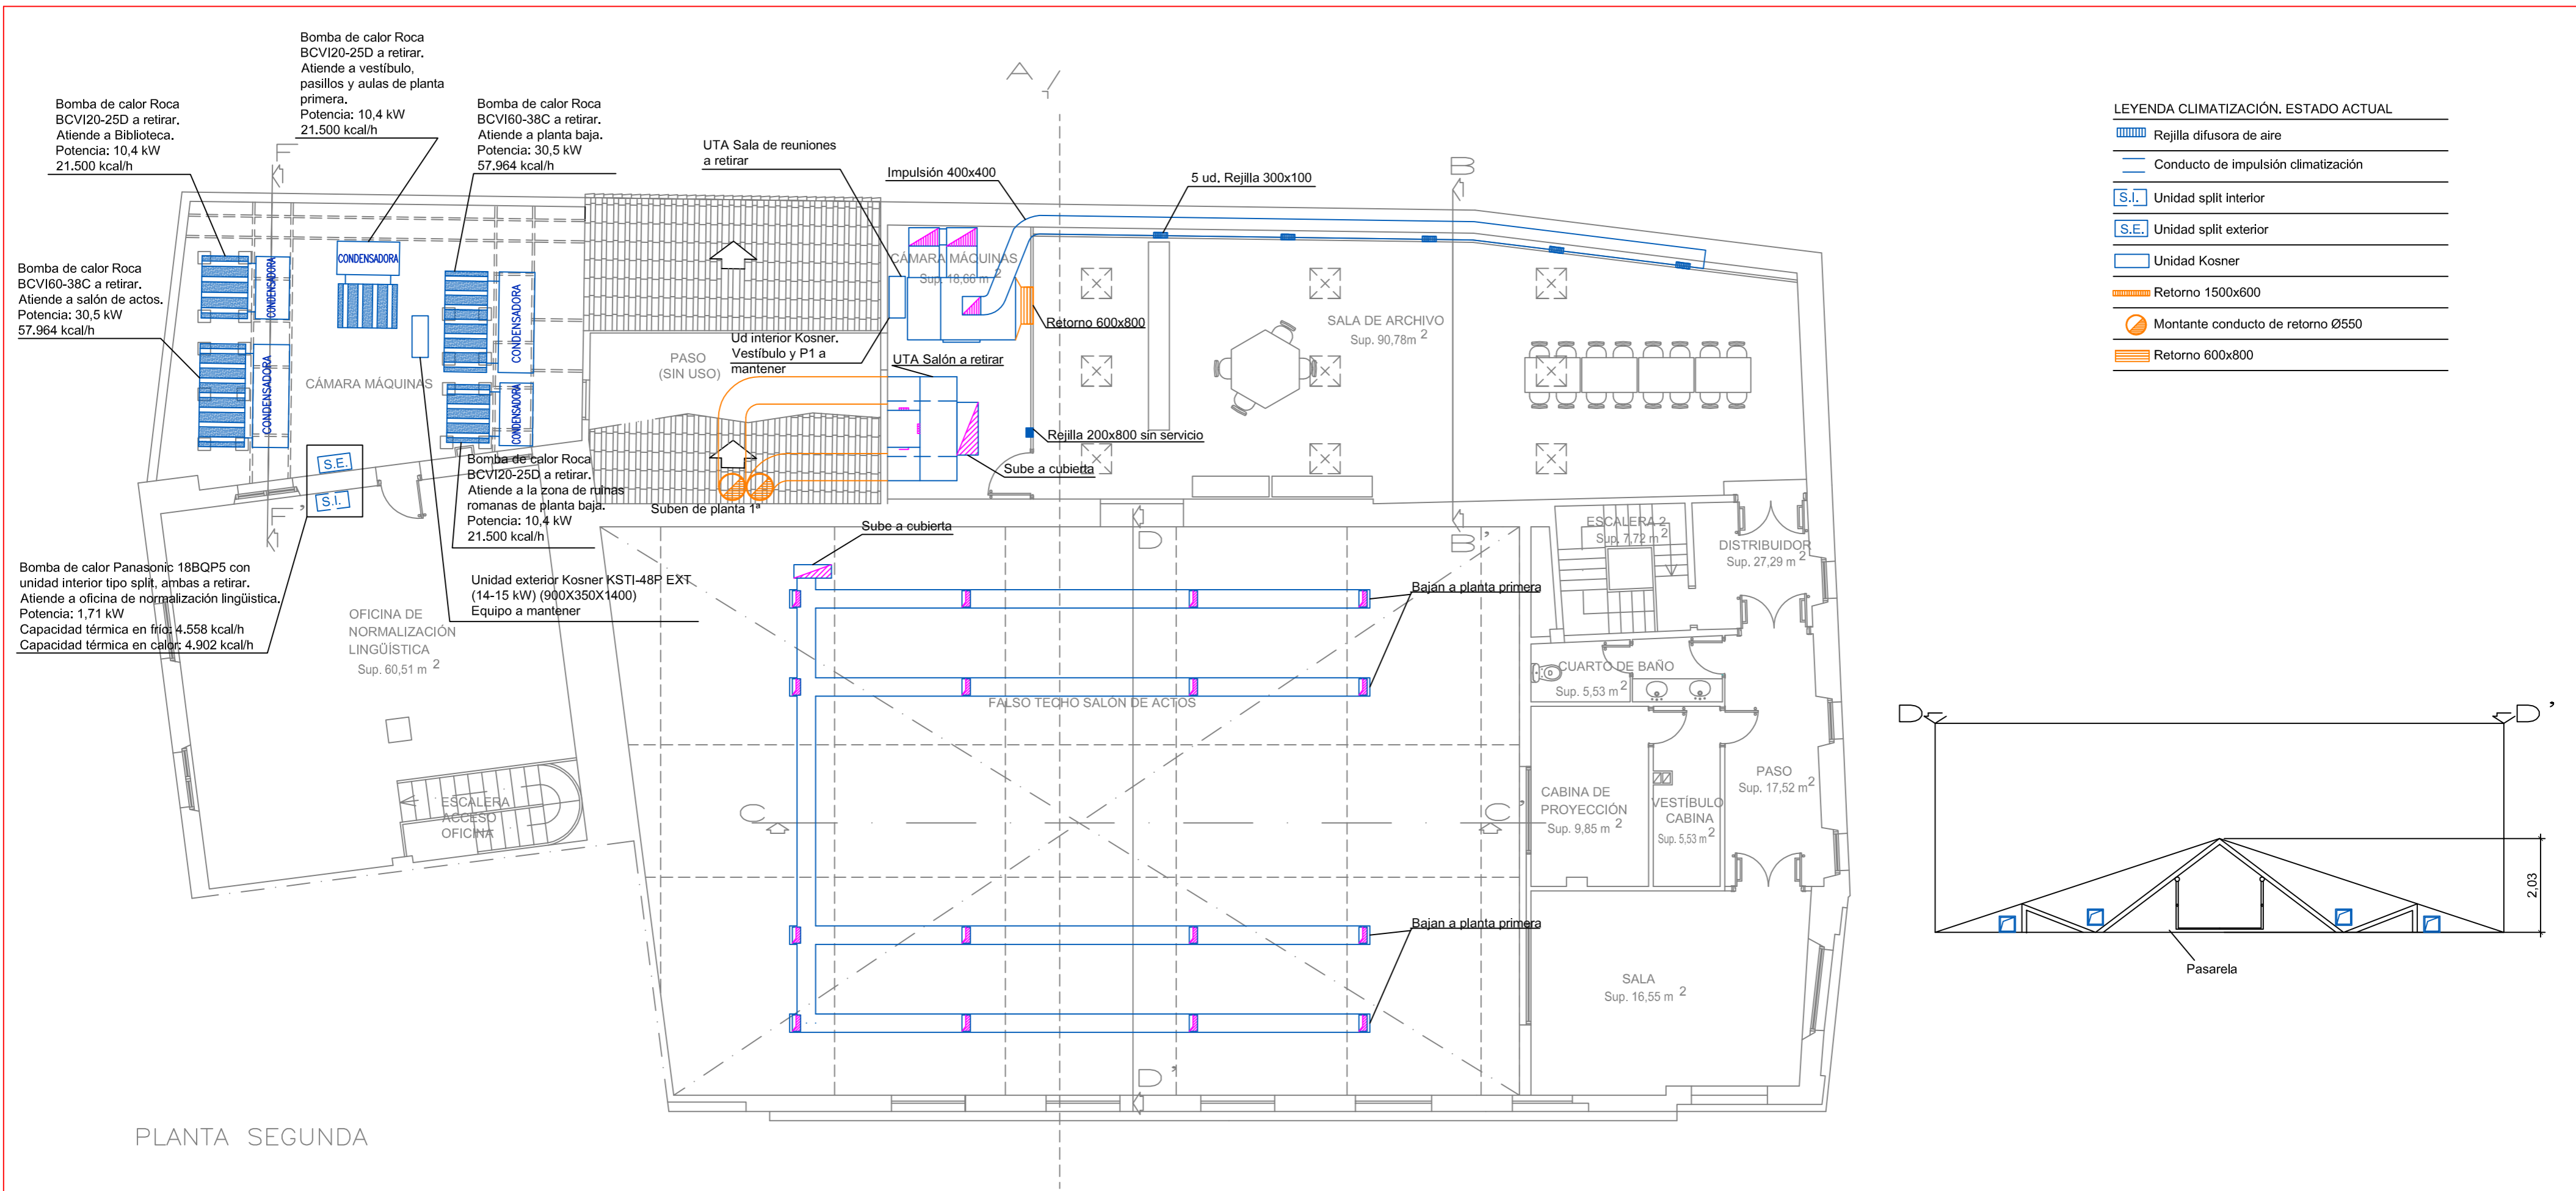 Bomba de calor Roca
BCVI20-25D a retirar.
Atiende a vestíbulo,
pasillos y aulas de planta
primera.
Potencia: 10,4 kW
21.500 kcal/h
Bomba de calor Roca
BCVI20-25D a retirar.
Atiende a Biblioteca.
Potencia: 10,4 kW
21.500 kcal/h
Bomba de calor Roca
BCVI60-38C a retirar.
Atiende a planta baja.
Potencia: 30,5 kW
57.964 kcal/h
Bomba de calor Roca
BCVI60-38C a retirar.
Atiende a salón de actos.
Potencia: 30,5 kW
57.964 kcal/h
UTA Sala de reuniones
a retirar
Impulsión 400x400
5 ud. Rejilla 300x100
A
F
B
CONDENSADORA
CONDENSADORA
CONDENSADORA
CONDENSADORA
CONDENSADORA
CÁMARA MÁQUINAS
CÁMARA MÁQUINAS
Sup. 18,66 m 2
Retorno 600x800
Ud interior Kosner.
Vestíbulo y P1 a
mantener
UTA Salón a retirar
PASO
(SIN USO)
SALA DE ARCHIVO
Sup. 90,78m 2
Rejilla 200x800 sin servicio
Sube a cubierta
Suben de planta 1ª
S.E.
S.I.
F'
Bomba de calor Roca
BCVI20-25D a retirar.
Atiende a la zona de ruinas
romanas de planta baja.
Potencia: 10,4 kW
21.500 kcal/h
Bomba de calor Panasonic 18BQP5 con
unidad interior tipo split, ambas a retirar.
Atiende a oficina de normalización lingüistica.
Potencia: 1,71 kW
Capacidad térmica en frío: 4.558 kcal/h
Capacidad térmica en calor: 4.902 kcal/h
Unidad exterior Kosner KSTI-48P EXT
(14-15 kW) (900X350X1400)
Equipo a mantener
OFICINA DE
NORMALIZACIÓN
LINGÜÍSTICA
Sup. 60,51 m 2
ESCALERA
ACCESO
OFICINA
Sube a cubierta
D
B'
Bajan a planta primera
FALSO TECHO SALÓN DE ACTOS
C
C'
Bajan a planta primera
D'
ESCALERA 2
Sup. 7,72 m 2
DISTRIBUIDOR
Sup. 27,29 m 2
CUARTO DE BAÑO
Sup. 5,53 m 2
CABINA DE
PROYECCIÓN
Sup. 9,85 m 2
VESTÍBULO
CABINA
Sup. 5,53 m 2
PASO
Sup. 17,52 m 2
SALA
Sup. 16,55 m 2
LEYENDA CLIMATIZACIÓN. ESTADO ACTUAL
Rejilla difusora de aire
Conducto de impulsión climatización
S.I. Unidad split interior
S.E. Unidad split exterior
Unidad Kosner
Retorno 1500x600
Montante conducto de retorno Ø550
Retorno 600x800
D
D'
2,03
Pasarela
PLANTA SEGUNDA